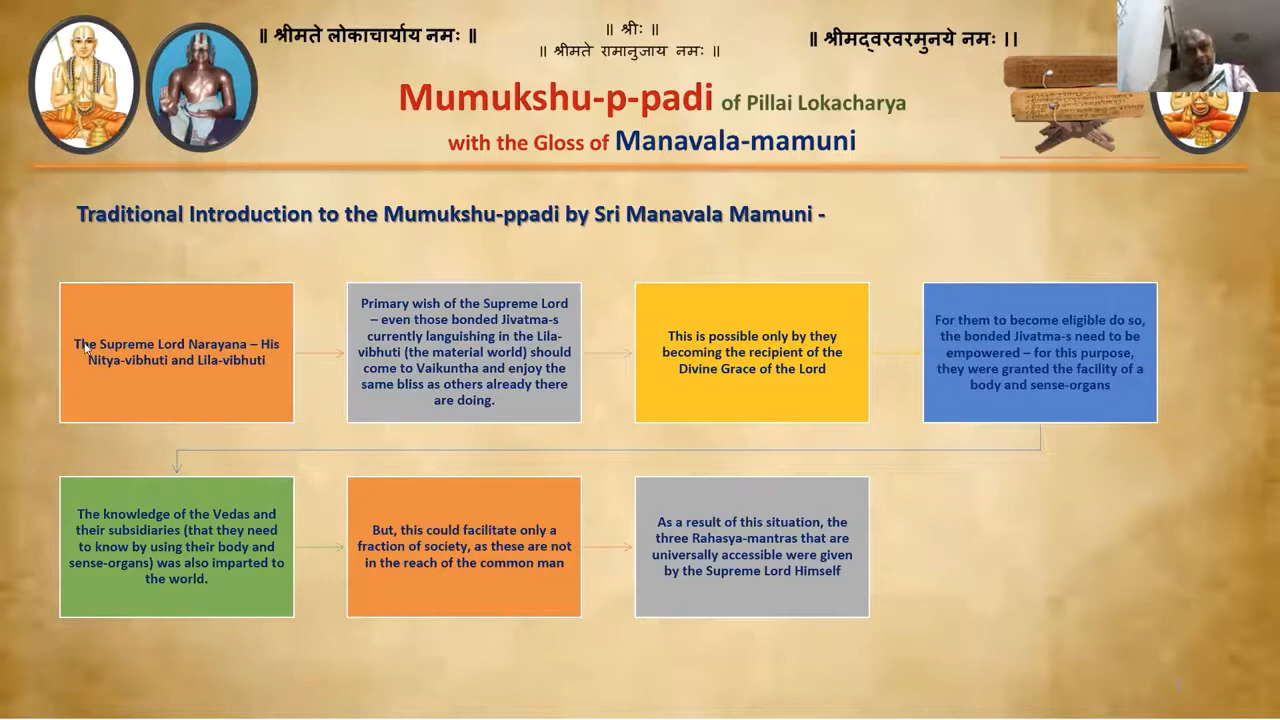 ॥ श्रीमते लोकाचार्याय नमः ॥
॥ श्रीः ॥
॥ श्रीमते रामानुजाय नमः ॥
॥ श्रीमद्वरवरमुनये नमः ।।
Mumukshu-p-padi of Pillai Lokacharya
with the Gloss of Manavala-mamuni
Traditional Introduction to the Mumukshu-ppadi by Sri Manavala Mamuni -
The Supreme Lord Narayana – His
Nitya-vibhuti and Lila-vibhuti
Primary wish of the Supreme Lord
– even those bonded Jivatma-s
currently languishing in the Lila-
vibhuti (the material world) should
come to Vaikuntha and enjoy the
same bliss as others already there
are doing.
This is possible only by they
becoming the recipient of the
Divine Grace of the Lord
For them to become eligible do so,
the bonded Jivatma-s need to be
empowered – for this purpose,
they were granted the facility of a
body and sense-organs
The knowledge of the Vedas and
their subsidiaries (that they need
to know by using their body and
sense-organs) was also imparted to
the world.
But, this could facilitate only a
fraction of society, as these are not
in the reach of the common man
As a result of this situation, the
three Rahasya-mantras that are
universally accessible were given
by the Supreme Lord Himself